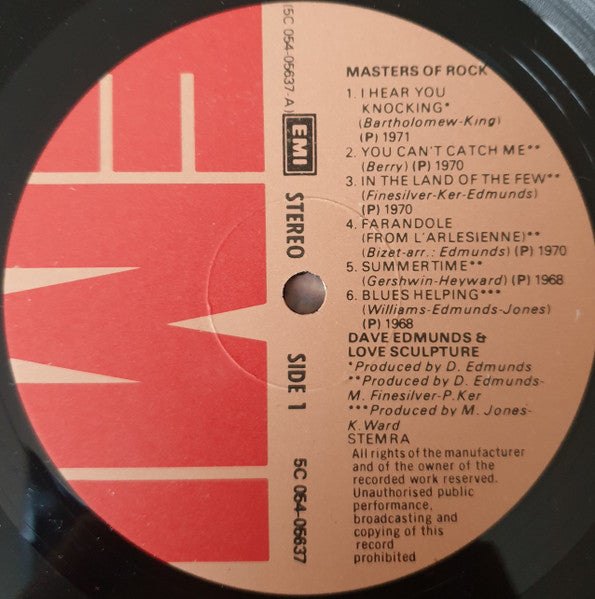 MASTERS OF ROCK
1. I HEAR YOU
KNOCKING*
(Bartholomew-King)
(P) 1971
2. YOU CAN'T CATCH ME**
(Berry) (P) 1970
3. IN THE LAND OF THE FEW**
(Finesilver-Ker-Edmunds)
(P) 1970
4. FARANDOLE
(FROM L'ARLESIENNE)**
(Bizet-arr.: Edmunds) (P) 1970
5. SUMMERTIME**
(Gershwin-Heyward) (P) 1968
6. BLUES HELPING***
(Williams-Edmunds-Jones)
(P) 1968
DAVE EDMUNDS &
LOVE SCULPTURE
*Produced by D. Edmunds
**Produced by D. Edmunds-
M. Finesilver-P.Ker
***Produced by M. Jones-
K.Ward
STEMRA
All rights of the manufacturer
and of the owner of the
recorded work reserved.
Unauthorised public
performance,
broadcasting and
copying of this
record
prohibited
(5C 054-05637-A)
EMI
STEREO
SIDE 1
5C 054-05637
EMI